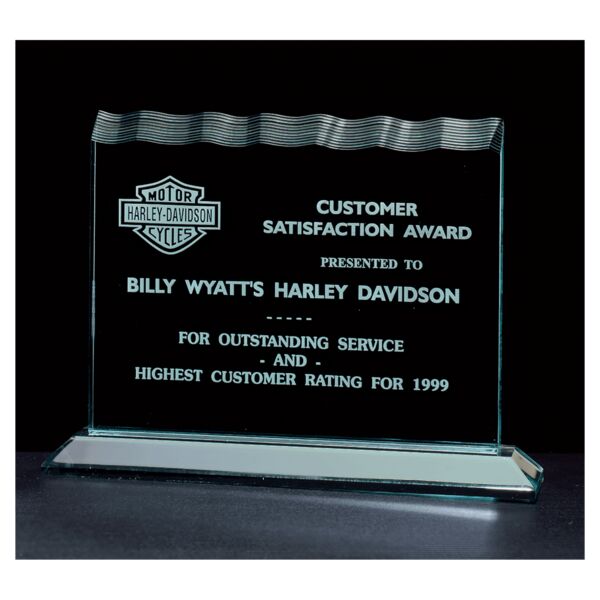 MOTOR
HARLEY-DAVIDSON
CYCLES
CUSTOMER
SATISFACTION AWARD
PRESENTED TO
BILLY WYATT'S HARLEY DAVIDSON
- - - - -
FOR OUTSTANDING SERVICE
- AND -
HIGHEST CUSTOMER RATING FOR 1999